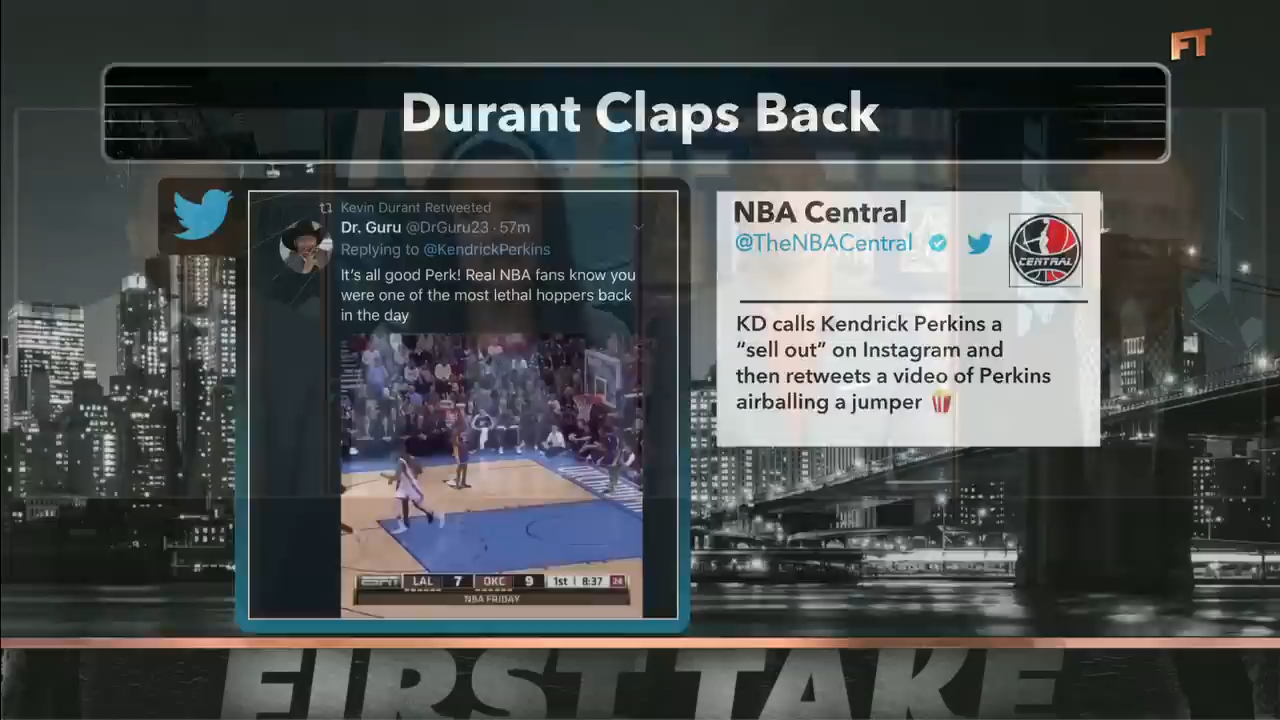 FT
Durant Claps Back
Kevin Durant Retweeted
Dr. Guru @DrGuru23 · 57m
Replying to @KendrickPerkins
It's all good Perk! Real NBA fans know you
were one of the most lethal hoppers back
in the day
ESPN LAL 7 OKC 9 1st 8:37 24
NBA FRIDAY
NBA Central
@TheNBACentral
CENTRAL
KD calls Kendrick Perkins a
“sell out” on Instagram and
then retweets a video of Perkins
airballing a jumper 🍿
FIRST TAKE